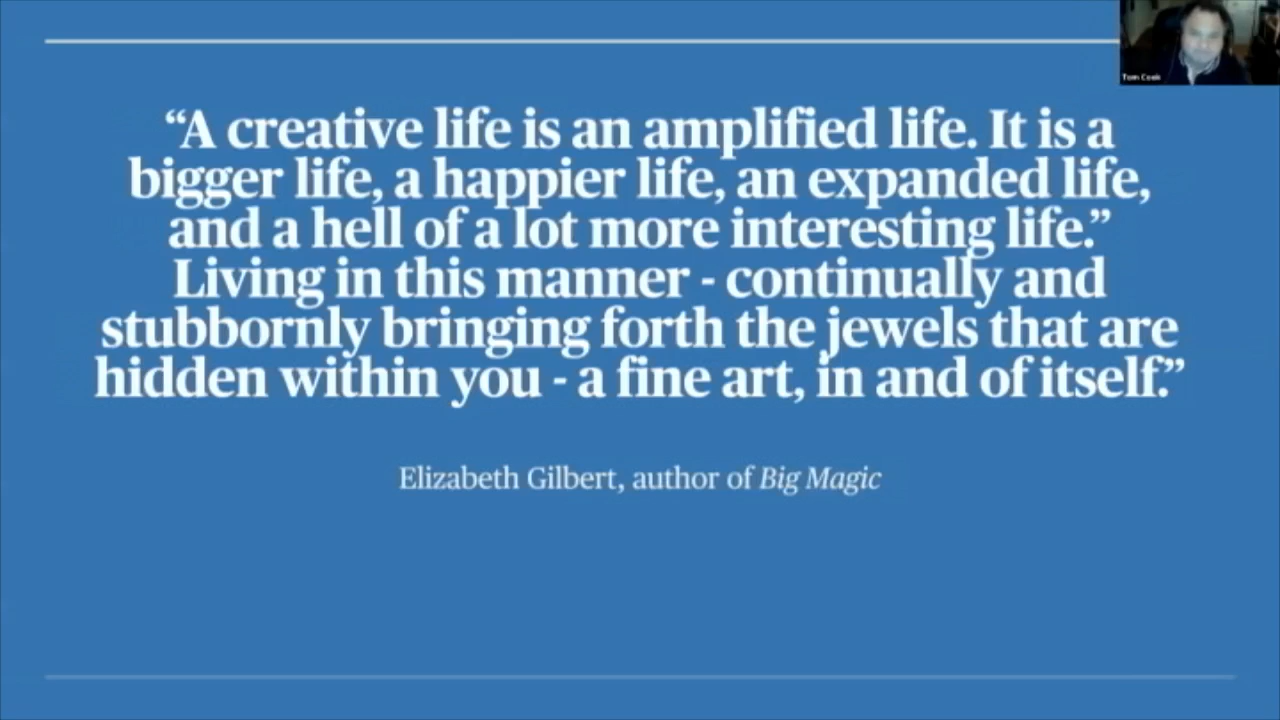 Tom Cook
“A creative life is an amplified life. It is a
bigger life, a happier life, an expanded life,
and a hell of a lot more interesting life.”
Living in this manner - continually and
stubbornly bringing forth the jewels that are
hidden within you - a fine art, in and of itself.”
Elizabeth Gilbert, author of Big Magic